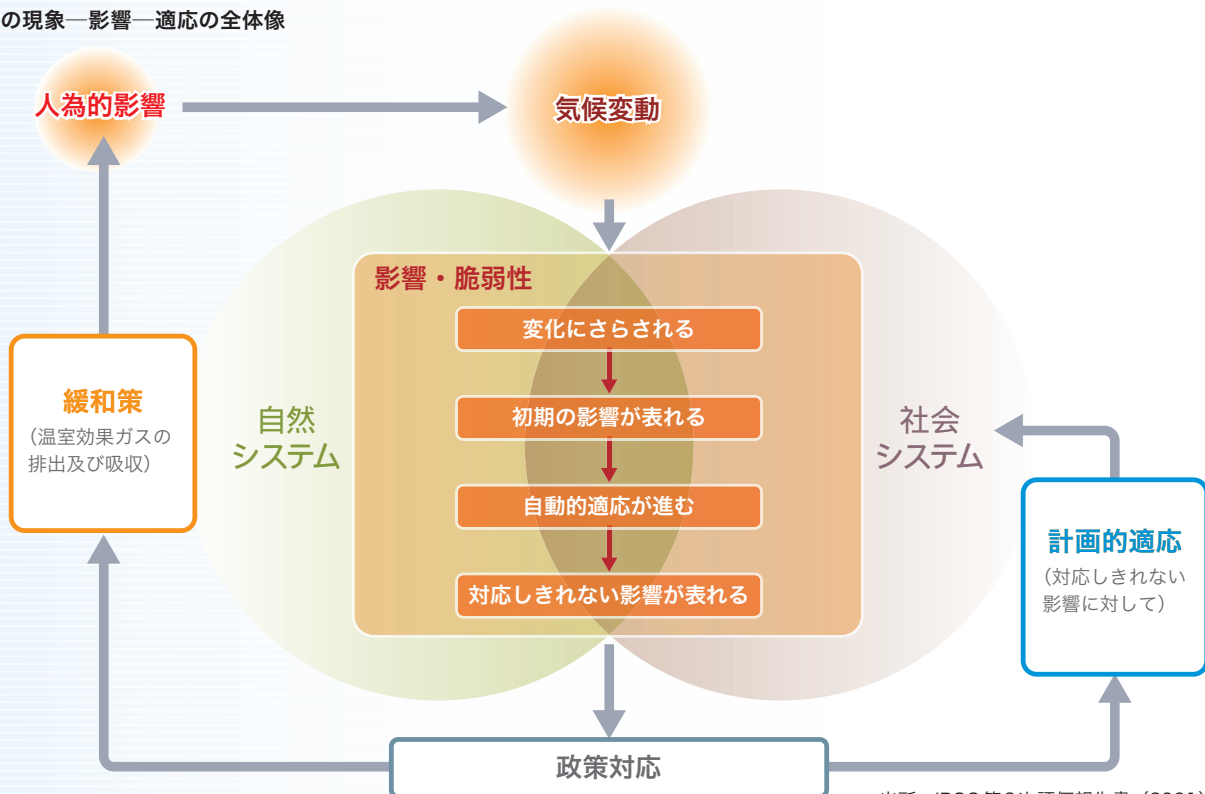 の現象―影響―適応の全体像
人為的影響
気候変動
影響・脆弱性
変化にさらされる
初期の影響が表れる
自動的適応が進む
対応しきれない影響が表れる
自然
システム
社会
システム
緩和策
（温室効果ガスの
排出及び吸収）
計画的適応
（対応しきれない
影響に対して）
政策対応